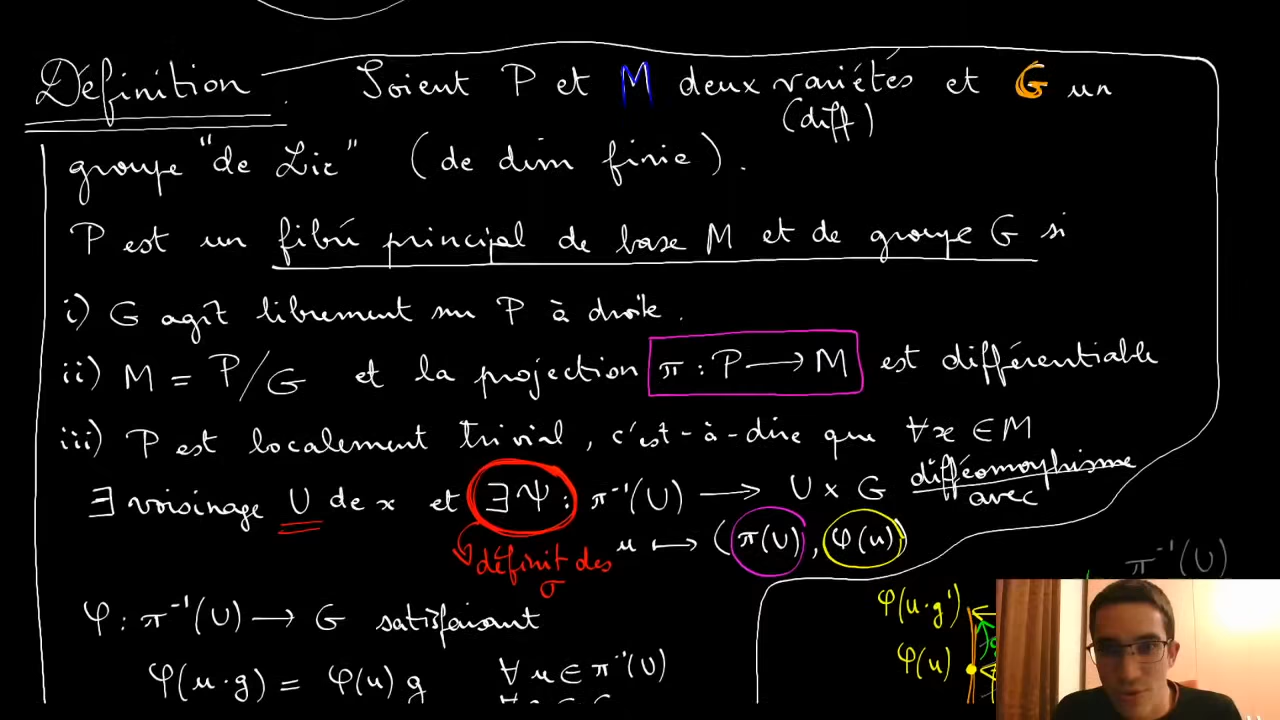 Définition. Soient P et M deux variétés et G un
(diff)
groupe "de Lie" (de dim finie).
P est un fibré principal de base M et de groupe G si
i) G agît librement sur P à droite.
ii) M = P/G et la projection π : P → M est différentiable
iii) P est localement trivial, c'est-à-dire que ∀x ∈ M
∃ voisinage U de x et ∃Ψ : π⁻¹(U) → U × G difféomorphisme
avec
u ↦ (π(U), φ(u))
définit des
σ
φ : π⁻¹(U) → G satisfaisant
φ(u·g) = φ(u) g ∀ u ∈ π⁻¹(U)
π⁻¹(U)
φ(u·g')
φ(u)